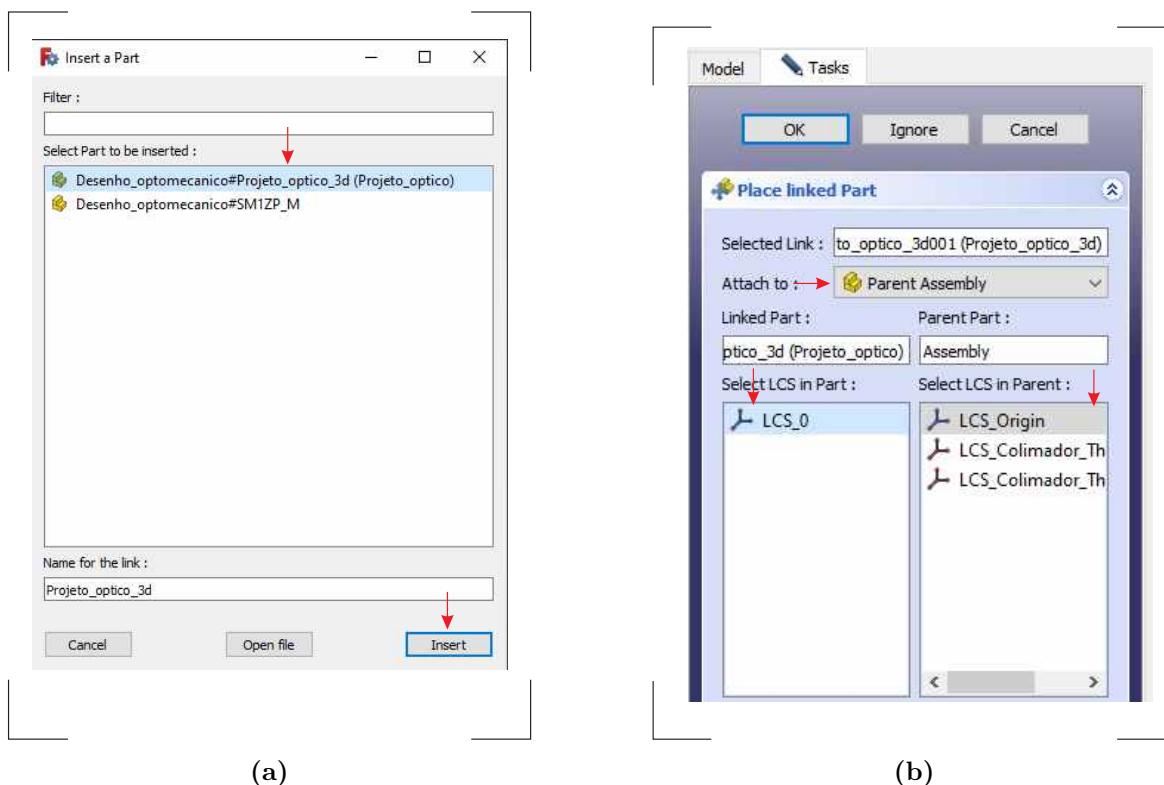 Insert a Part
Filter :
Select Part to be inserted :
Desenho_optomecanico#Projeto_optico_3d (Projeto_optico)
Desenho_optomecanico#SM1ZP_M
Name for the link :
Projeto_optico_3d
Cancel Open file Insert
(a)
Model Tasks
OK Ignore Cancel
Place linked Part
Selected Link : to_optico_3d001 (Projeto_optico_3d)
Attach to : Parent Assembly
Linked Part : Parent Part :
ptico_3d (Projeto_optico) Assembly
Select LCS in Part : Select LCS in Parent :
LCS_0 LCS_Origin
LCS_Colimador_Th
LCS_Colimador_Th
(b)